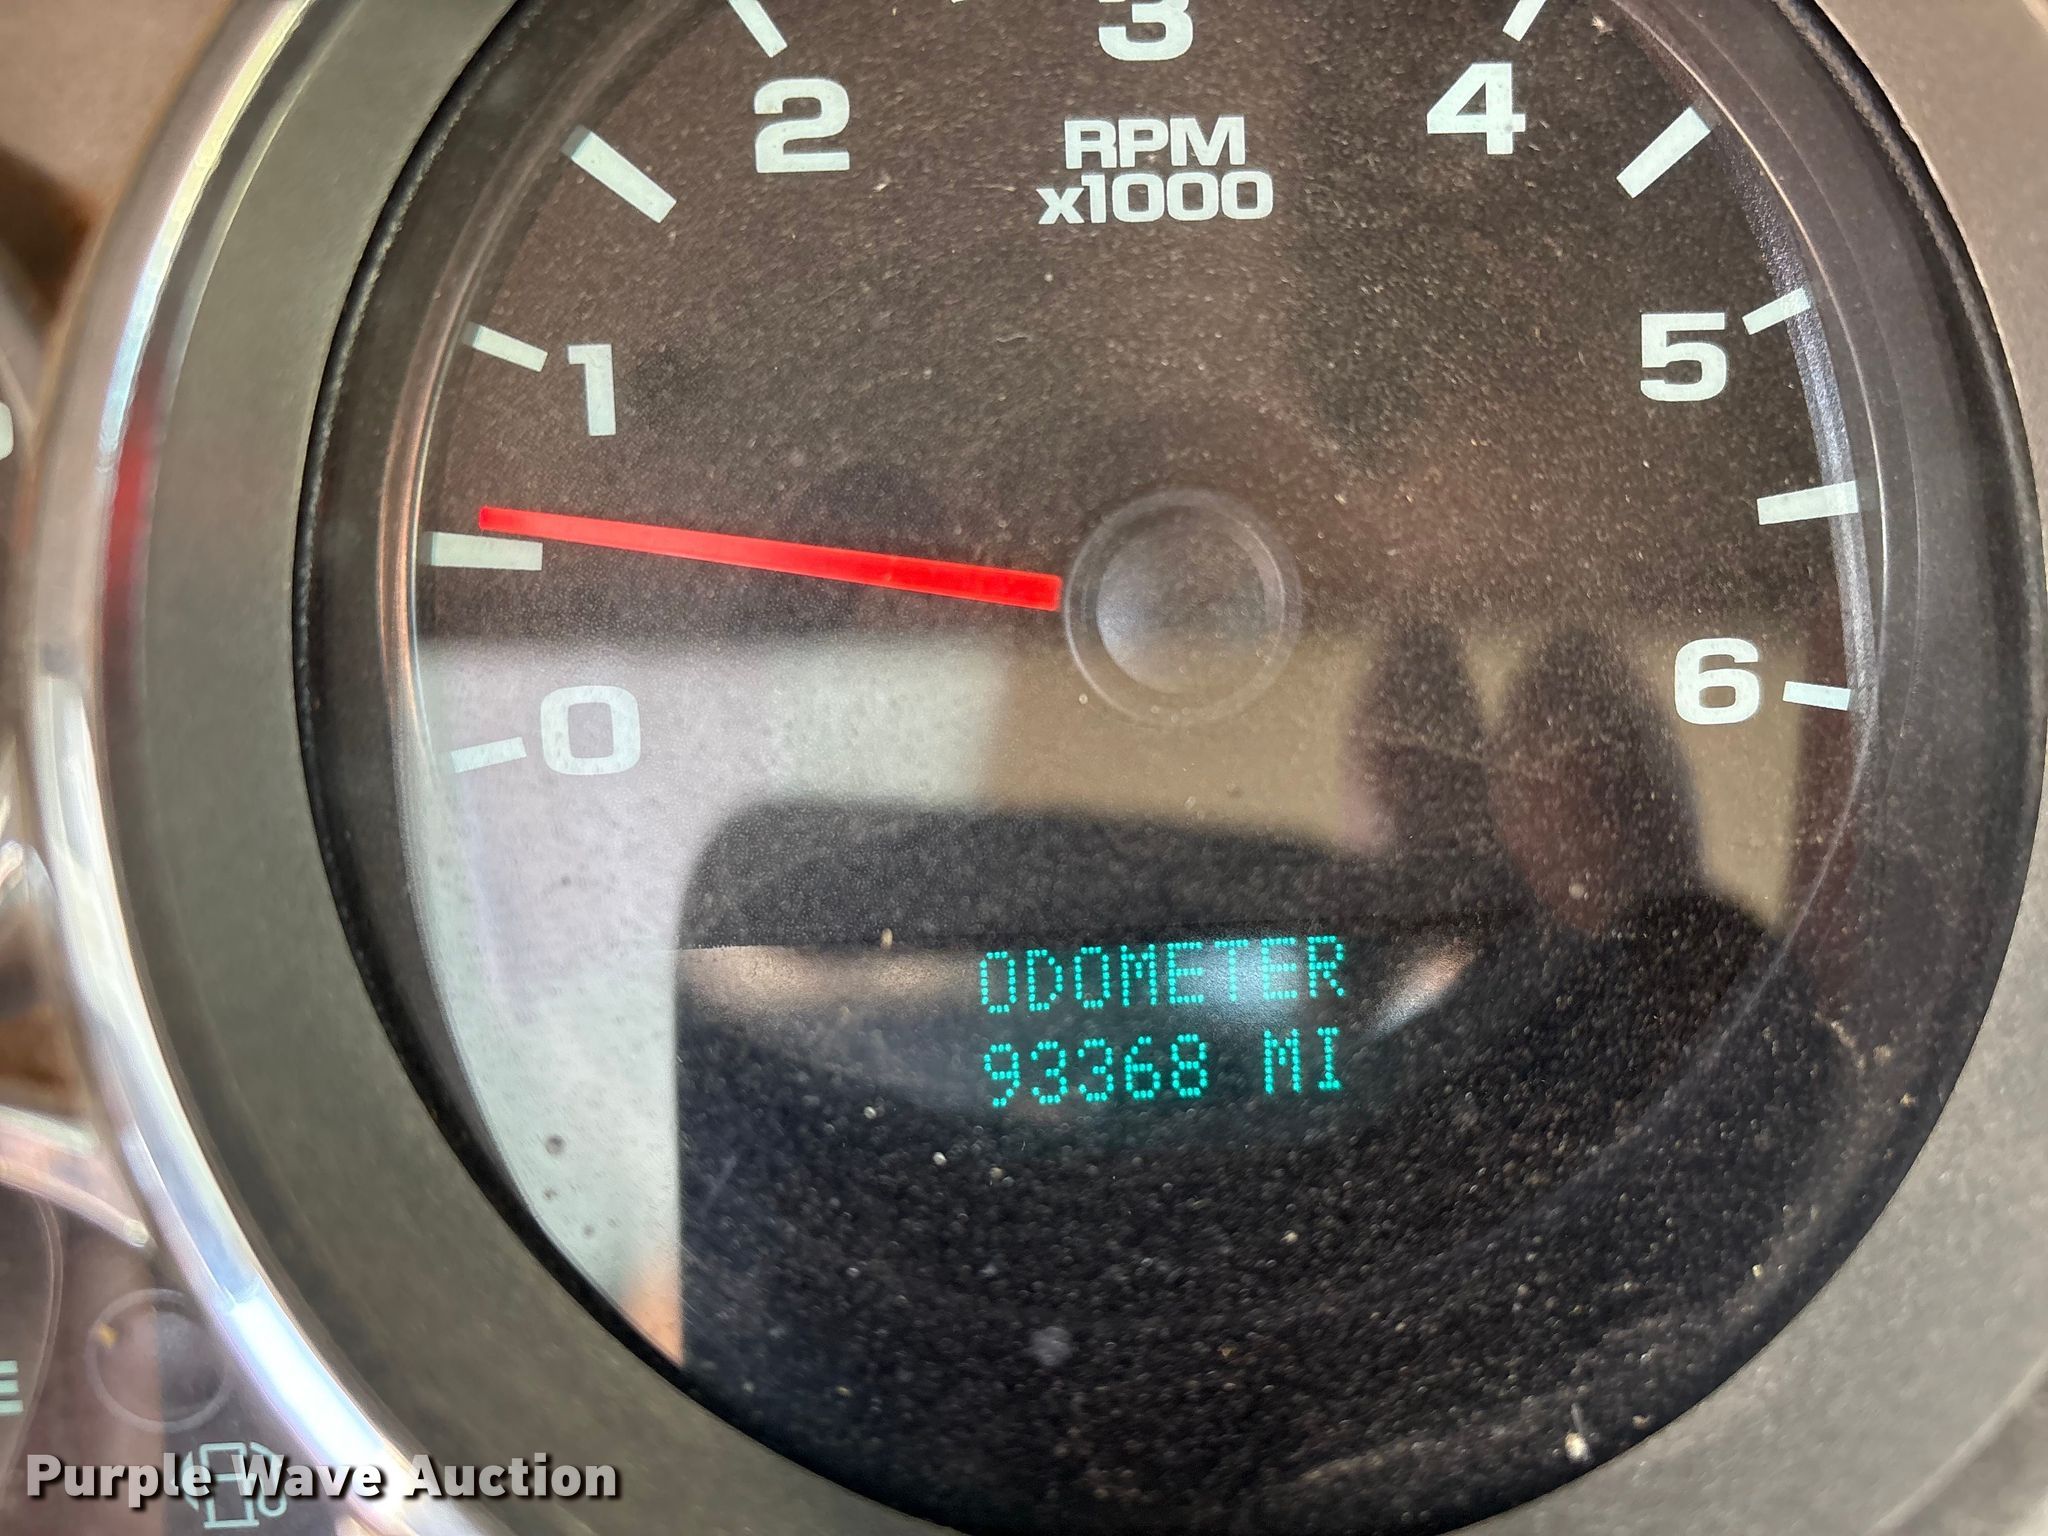 3
2
4
RPM
x1000
1
5
0
6
ODOMETER
93368 MI
E
Purple Wave Auction